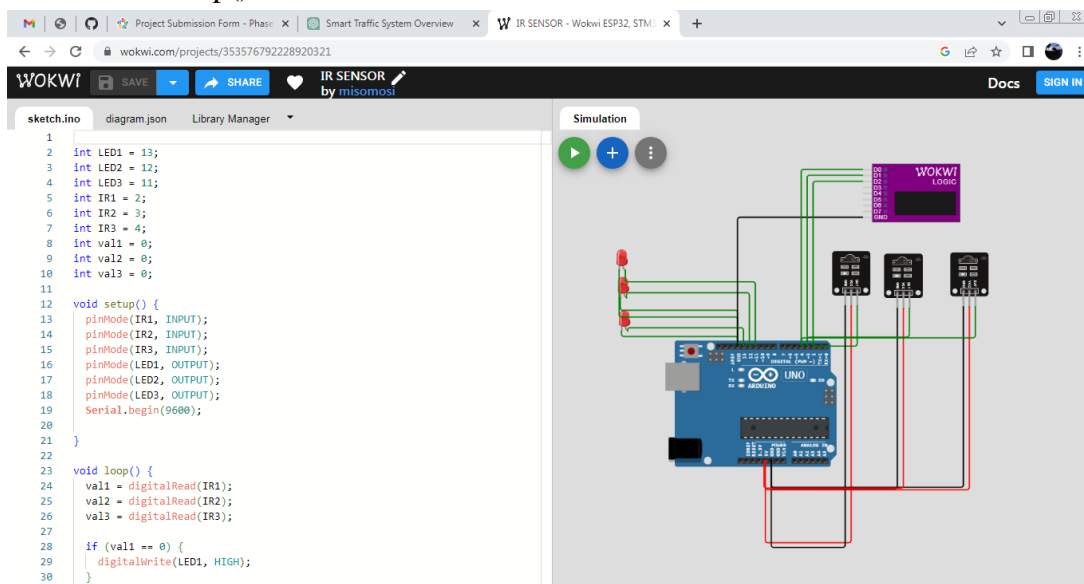 Project Submission Form - Phase
Smart Traffic System Overview
IR SENSOR - Wokwi ESP32, STM3
wokwi.com/projects/353576792228920321
WOKWI
SAVE
SHARE
IR SENSOR
by misomosi
Docs
SIGN IN
sketch.ino
diagram.json
Library Manager
Simulation
1
2 int LED1 = 13;
3 int LED2 = 12;
4 int LED3 = 11;
5 int IR1 = 2;
6 int IR2 = 3;
7 int IR3 = 4;
8 int val1 = 0;
9 int val2 = 0;
10 int val3 = 0;
11
12 void setup() {
13 pinMode(IR1, INPUT);
14 pinMode(IR2, INPUT);
15 pinMode(IR3, INPUT);
16 pinMode(LED1, OUTPUT);
17 pinMode(LED2, OUTPUT);
18 pinMode(LED3, OUTPUT);
19 Serial.begin(9600);
20
21 }
22
23 void loop() {
24 val1 = digitalRead(IR1);
25 val2 = digitalRead(IR2);
26 val3 = digitalRead(IR3);
27
28 if (val1 == 0) {
29 digitalWrite(LED1, HIGH);
30 }
WOKWI
LOGIC
D0
D1
D2
D3
D4
D5
D6
D7
GND
DIGITAL (PWM ~)
UNO
ARDUINO
L
TX
RX
ON
POWER
ANALOG IN